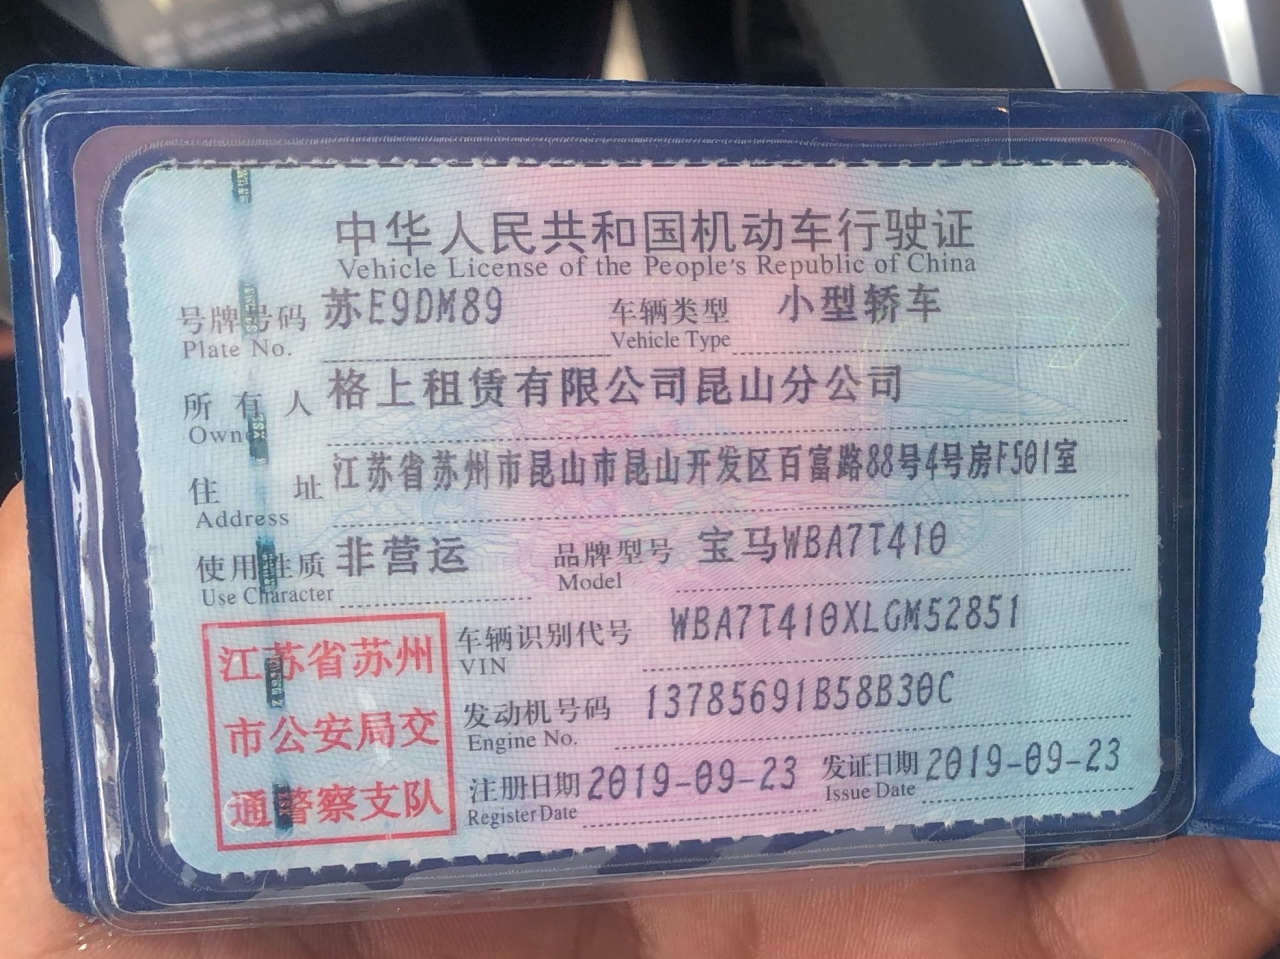 中华人民共和国机动车行驶证
Vehicle License of the People's Republic of China
号牌号码 苏E9DM89 车辆类型 小型轿车
Plate No. Vehicle Type
所有人 格上租赁有限公司昆山分公司
Owner
住址 江苏省苏州市昆山市昆山开发区百富路88号4号房F501室
Address
使用性质 非营运 品牌型号 宝马WBA7T410
Use Character Model
江苏省苏州
市公安局交
通警察支队
车辆识别代号 WBA7T410XLGM52851
VIN
发动机号码 13785691B58B30C
Engine No.
注册日期 2019-09-23 发证日期 2019-09-23
Register Date Issue Date